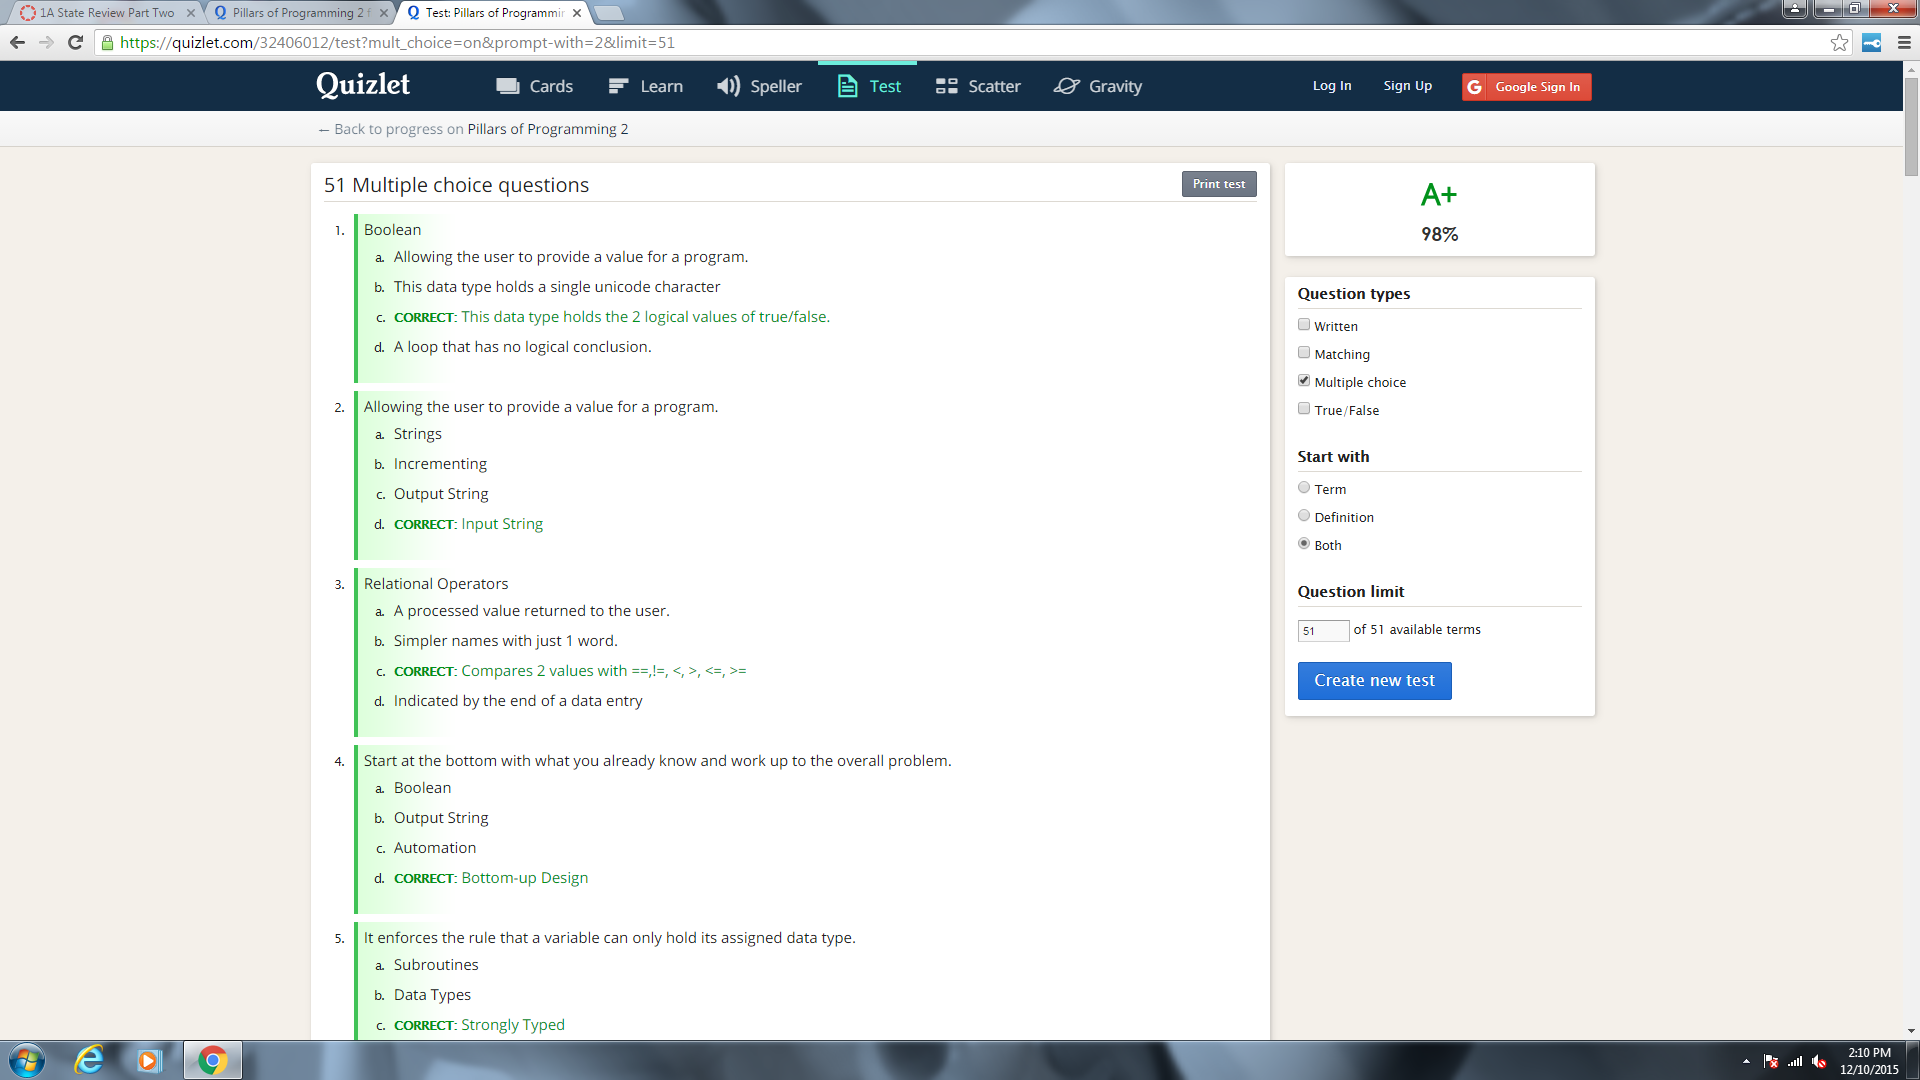 1A State Review Part Two
Pillars of Programming 2 f
Test: Pillars of Programmin
https://quizlet.com/32406012/test?mult_choice=on&prompt-with=2&limit=51
Quizlet
Cards
Learn
Speller
Test
Scatter
Gravity
Log In
Sign Up
G Google Sign In
← Back to progress on Pillars of Programming 2
51 Multiple choice questions
Print test
1. Boolean
a. Allowing the user to provide a value for a program.
b. This data type holds a single unicode character
c. CORRECT: This data type holds the 2 logical values of true/false.
d. A loop that has no logical conclusion.
2. Allowing the user to provide a value for a program.
a. Strings
b. Incrementing
c. Output String
d. CORRECT: Input String
3. Relational Operators
a. A processed value returned to the user.
b. Simpler names with just 1 word.
c. CORRECT: Compares 2 values with ==,!=, <, >, <=, >=
d. Indicated by the end of a data entry
4. Start at the bottom with what you already know and work up to the overall problem.
a. Boolean
b. Output String
c. Automation
d. CORRECT: Bottom-up Design
5. It enforces the rule that a variable can only hold its assigned data type.
a. Subroutines
b. Data Types
c. CORRECT: Strongly Typed
A+
98%
Question types
Written
Matching
Multiple choice
True/False
Start with
Term
Definition
Both
Question limit
51 of 51 available terms
Create new test
2:10 PM
12/10/2015